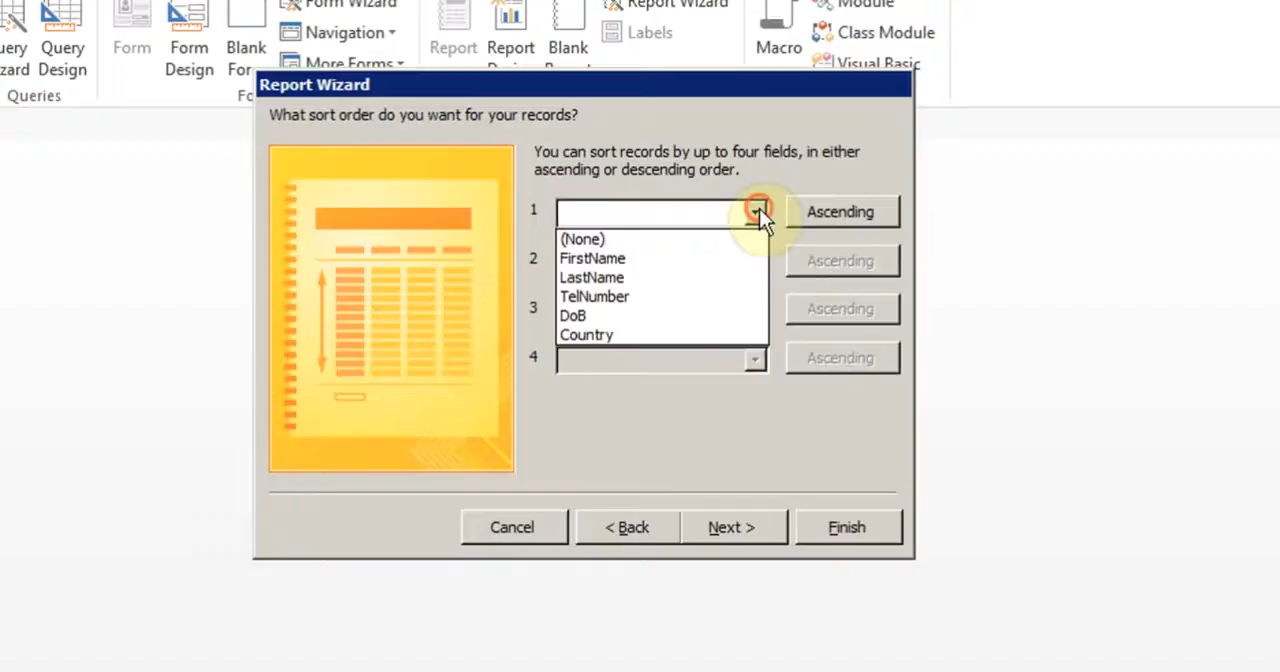 Form Wizard
Report Wizard
Module
Navigation
Labels
Class Module
Query Design
Form
Form Design
Blank
Report
Report
Blank
Macro
More Forms
Visual Basic
Queries
Report Wizard
What sort order do you want for your records?
You can sort records by up to four fields, in either
ascending or descending order.
1
Ascending
(None)
2
FirstName
Ascending
LastName
TelNumber
3
Ascending
DoB
Country
4
Ascending
Cancel
< Back
Next >
Finish